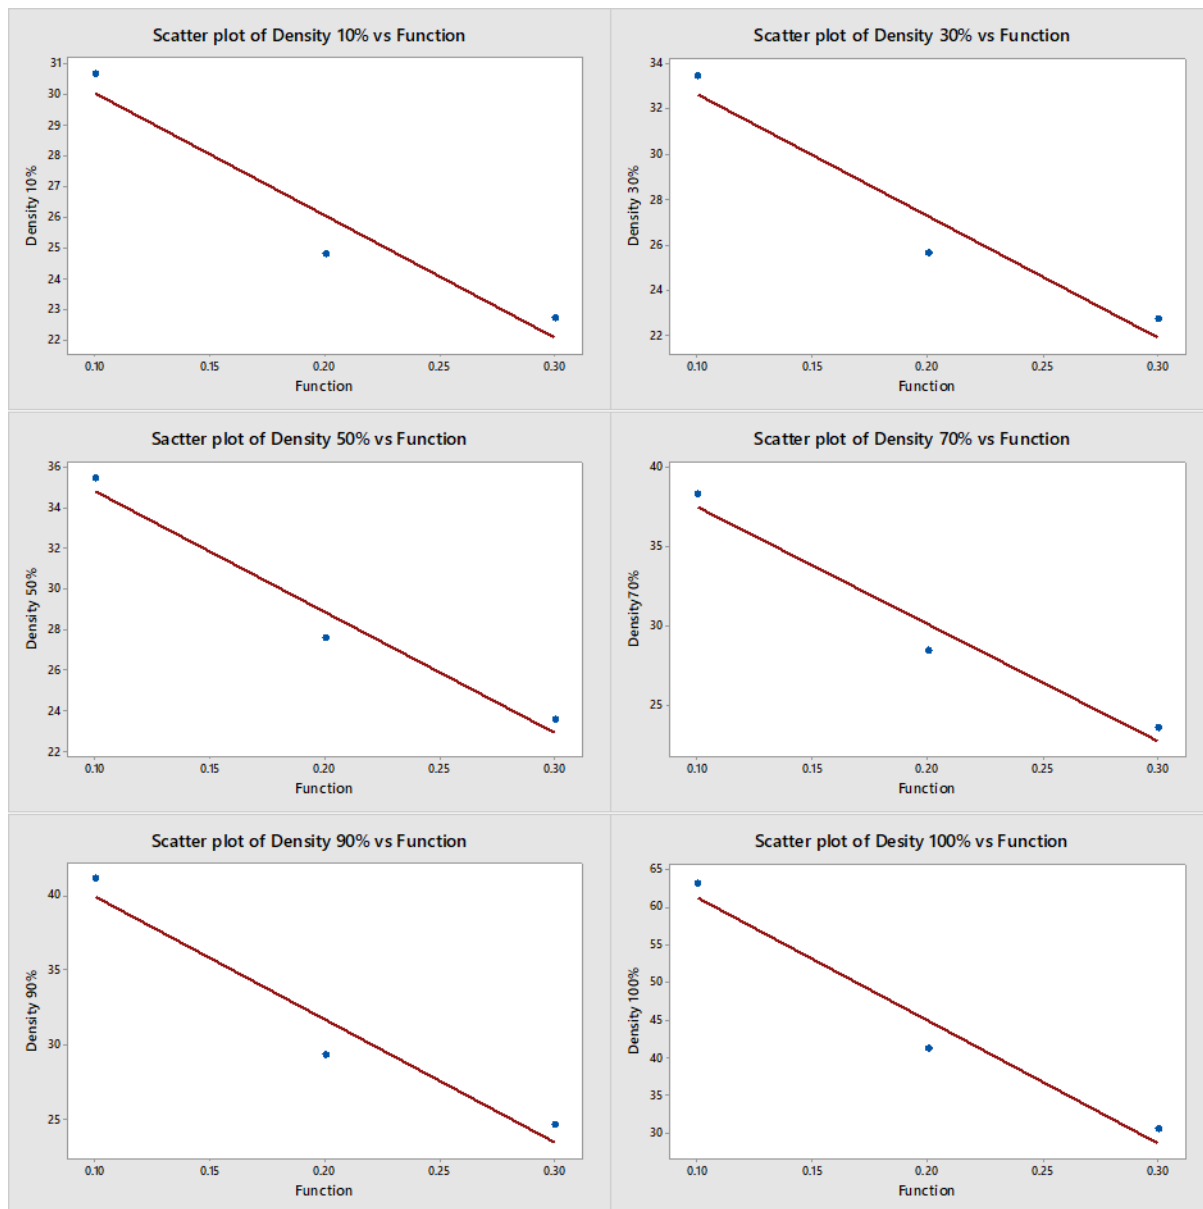 Scatter plot of Density 10% vs Function
31
30
29
28
27
26
25
24
23
22
Density 10%
0.10 0.15 0.20 0.25 0.30
Function
Scatter plot of Density 30% vs Function
34
32
30
28
26
24
22
Density 30%
0.10 0.15 0.20 0.25 0.30
Function
Sactter plot of Density 50% vs Function
36
34
32
30
28
26
24
22
Density 50%
0.10 0.15 0.20 0.25 0.30
Function
Scatter plot of Density 70% vs Function
40
35
30
25
Density70%
0.10 0.15 0.20 0.25 0.30
Function
Scatter plot of Density 90% vs Function
40
35
30
25
Density 90%
0.10 0.15 0.20 0.25 0.30
Function
Scatter plot of Desity 100% vs Function
65
60
55
50
45
40
35
30
Density 100%
0.10 0.15 0.20 0.25 0.30
Function